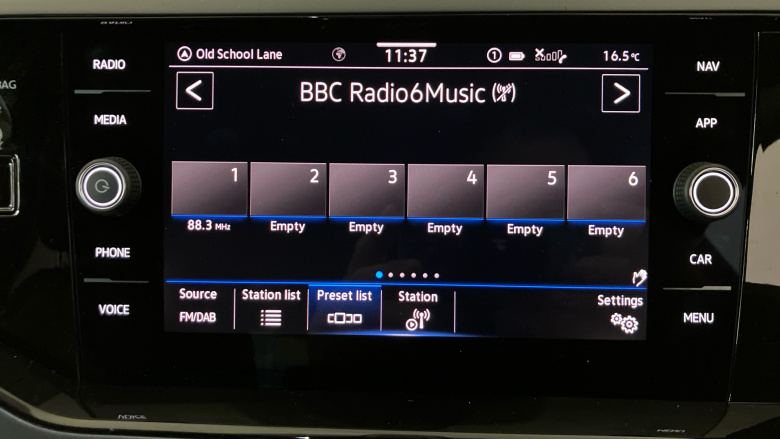 BAG
RADIO
MEDIA
PHONE
VOICE
Old School Lane
11:37
1
16.5°C
<
BBC Radio6Music
>
1 2 3 4 5 6
88.3 MHz Empty Empty Empty Empty Empty
Source Station list Preset list Station Settings
FM/DAB
NAV
APP
CAR
MENU